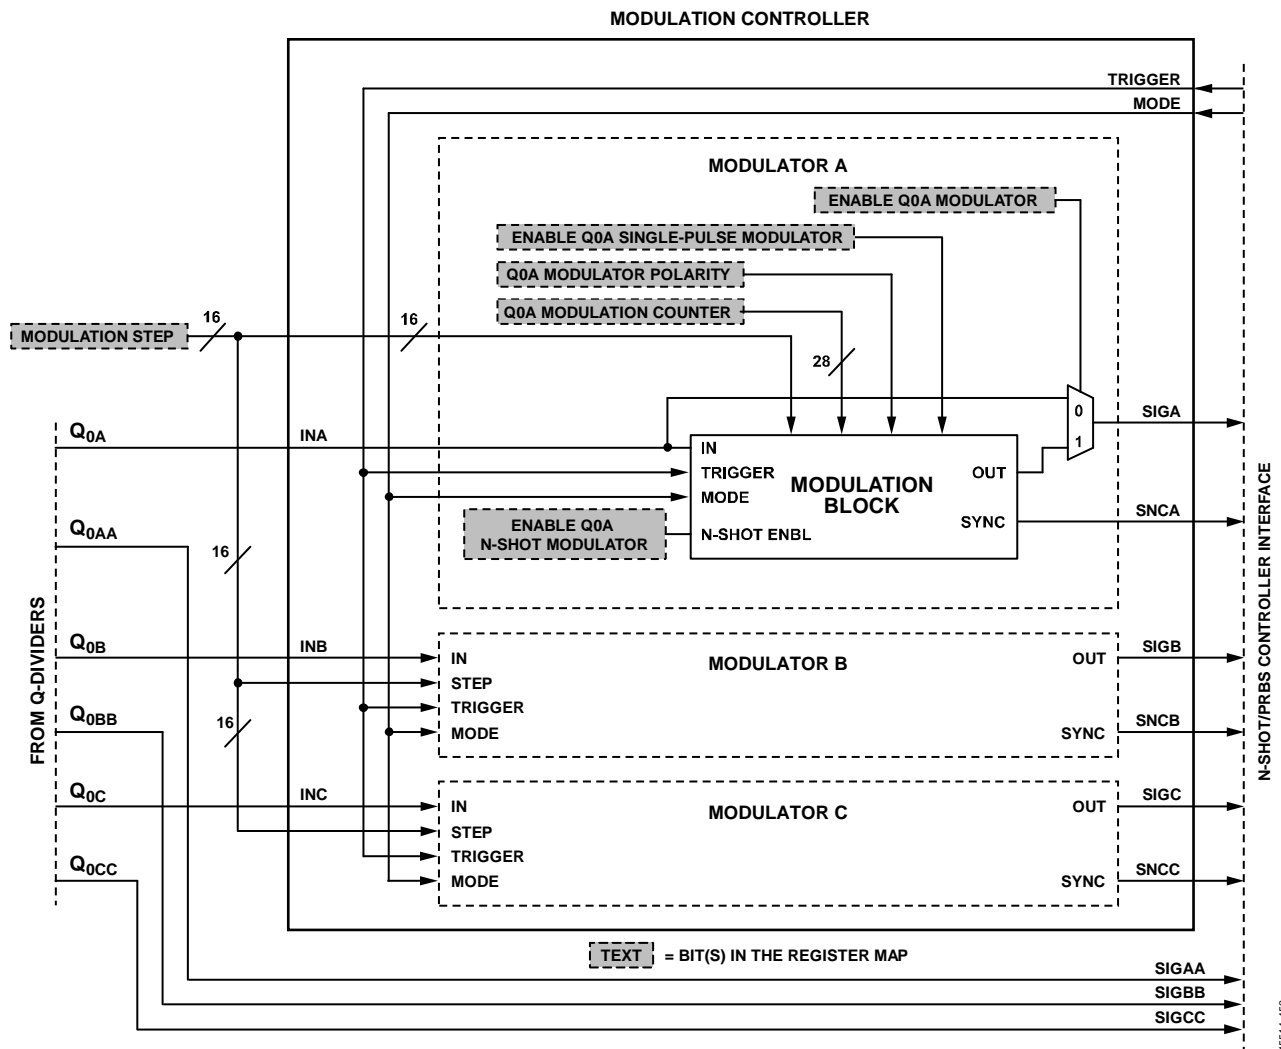 MODULATION CONTROLLER
TRIGGER
MODE
MODULATOR A
ENABLE Q0A MODULATOR
ENABLE Q0A SINGLE-PULSE MODULATOR
Q0A MODULATOR POLARITY
Q0A MODULATION COUNTER
MODULATION STEP
16
16
28
0
1
SIGA
Q0A
INA
IN
TRIGGER
MODE
N-SHOT ENBL
MODULATION
BLOCK
OUT
SYNC
SNCA
ENABLE Q0A
N-SHOT MODULATOR
Q0AA
16
FROM Q-DIVIDERS
N-SHOT/PRBS CONTROLLER INTERFACE
Q0B
INB
IN
STEP
TRIGGER
MODE
MODULATOR B
OUT
SYNC
SIGB
SNCB
Q0BB
16
Q0C
INC
IN
STEP
TRIGGER
MODE
MODULATOR C
OUT
SYNC
SIGC
SNCC
Q0CC
TEXT = BIT(S) IN THE REGISTER MAP
SIGAA
SIGBB
SIGCC